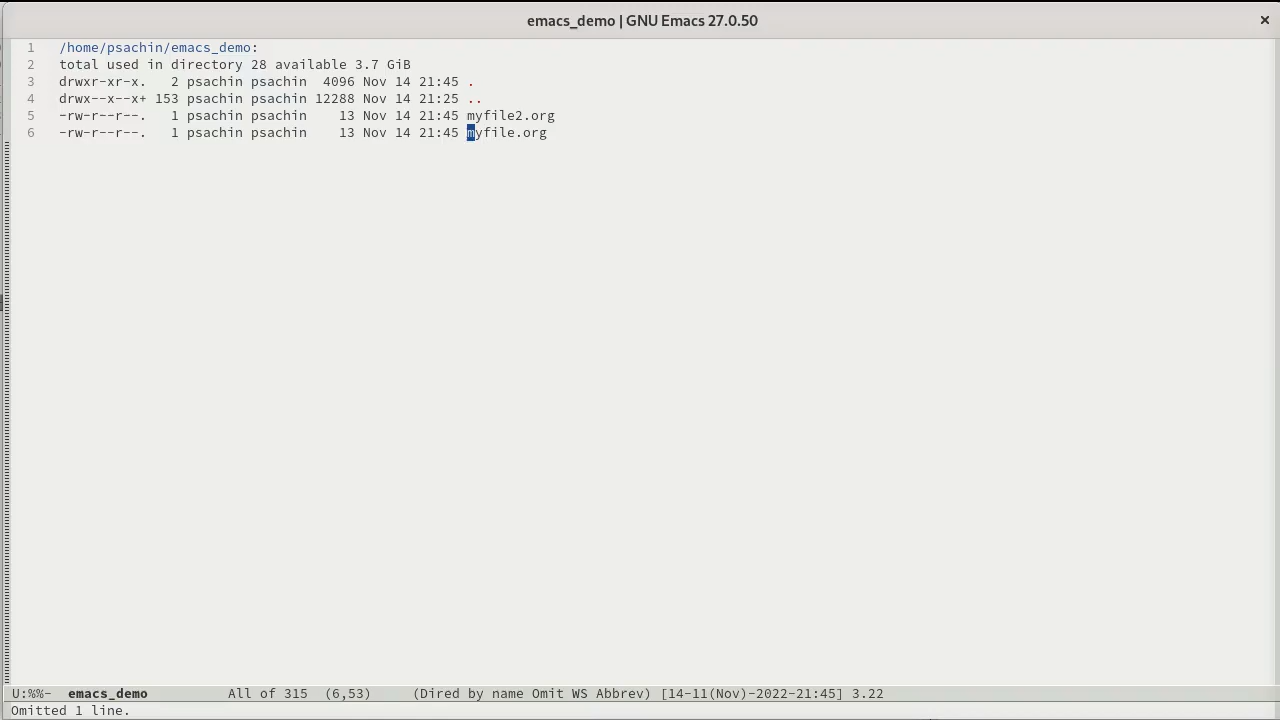 emacs_demo | GNU Emacs 27.0.50 ×
1 /home/psachin/emacs_demo:
2 total used in directory 28 available 3.7 GiB
3 drwxr-xr-x. 2 psachin psachin 4096 Nov 14 21:45 .
4 drwx--x--x+ 153 psachin psachin 12288 Nov 14 21:25 ..
5 -rw-r--r--. 1 psachin psachin 13 Nov 14 21:45 myfile2.org
6 -rw-r--r--. 1 psachin psachin 13 Nov 14 21:45 myfile.org
U:%%- emacs_demo All of 315 (6,53) (Dired by name Omit WS Abbrev) [14-11(Nov)-2022-21:45] 3.22
Omitted 1 line.